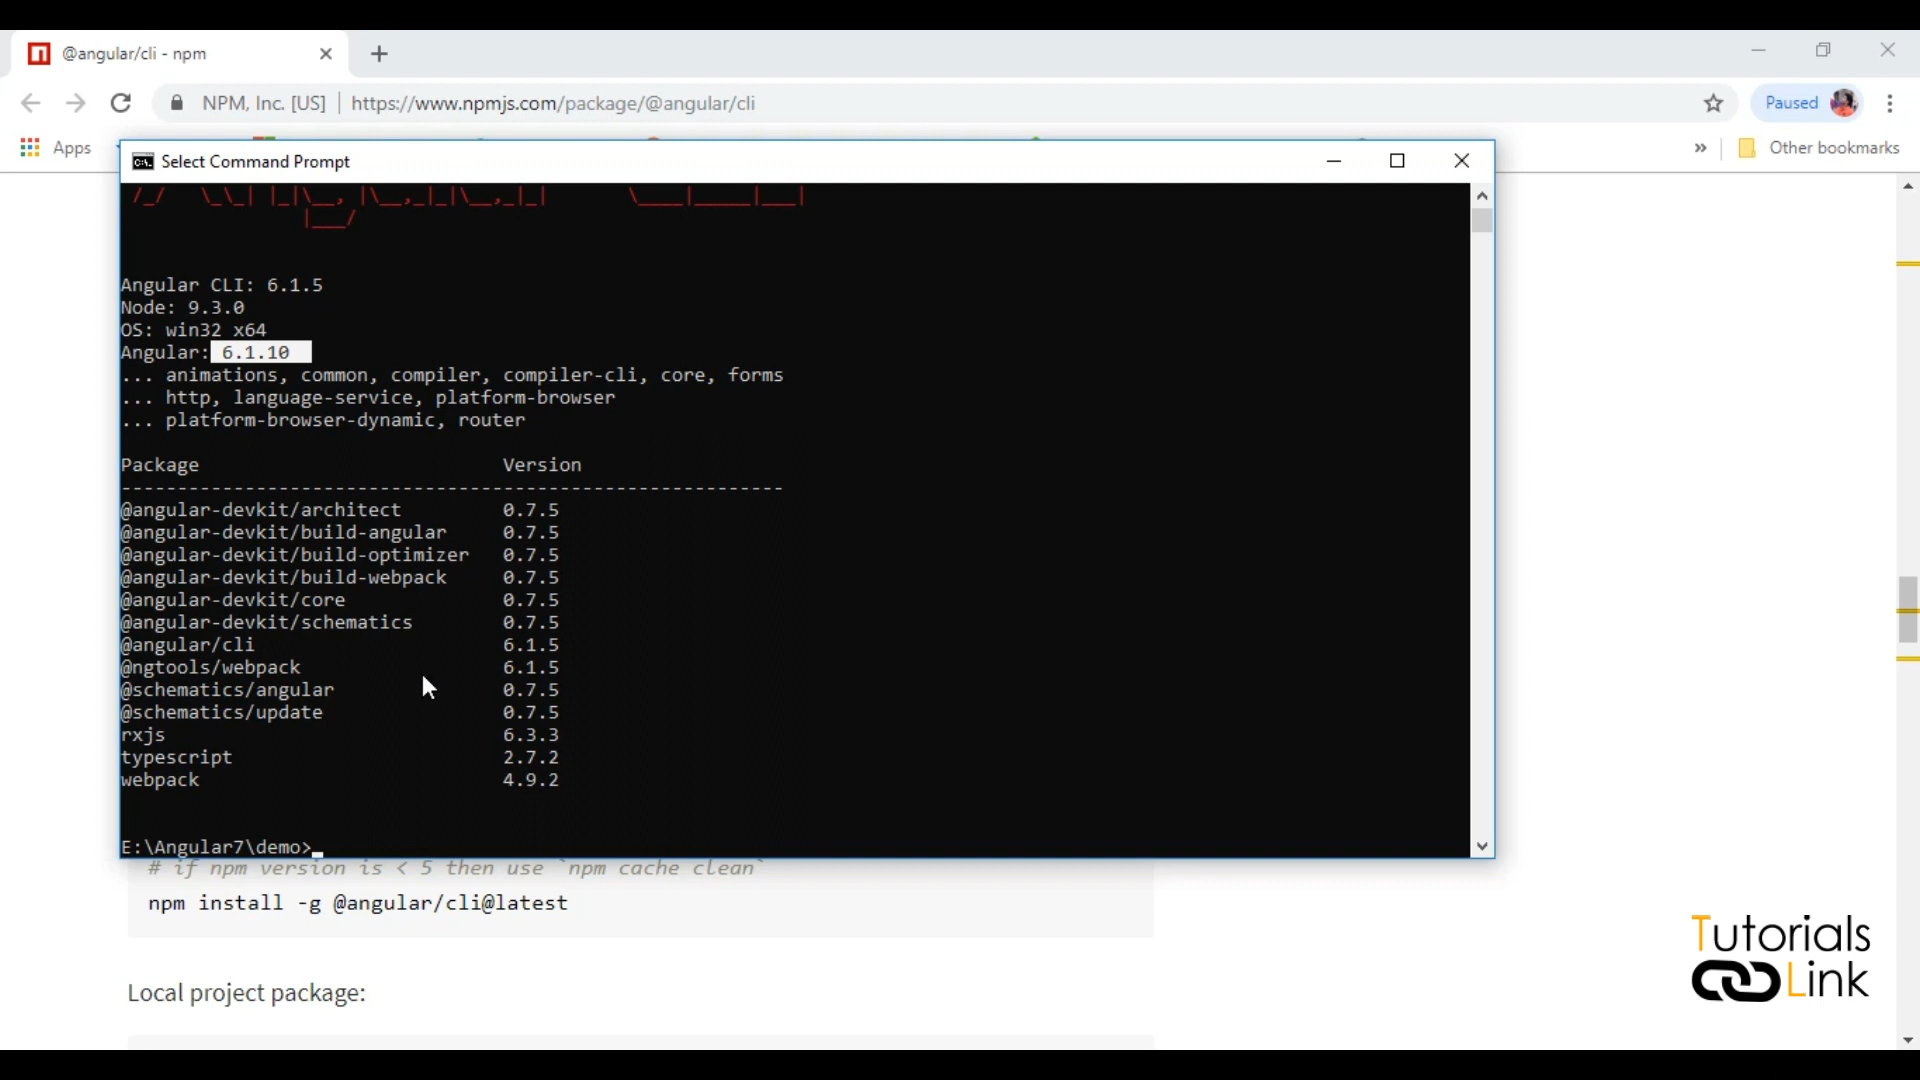 @angular/cli - npm
NPM, Inc. [US] | https://www.npmjs.com/package/@angular/cli
Paused
Apps
» Other bookmarks
Select Command Prompt
Angular CLI: 6.1.5
Node: 9.3.0
OS: win32 x64
Angular: 6.1.10
... animations, common, compiler, compiler-cli, core, forms
... http, language-service, platform-browser
... platform-browser-dynamic, router
Package Version
-----------------------------------------------------------
@angular-devkit/architect 0.7.5
@angular-devkit/build-angular 0.7.5
@angular-devkit/build-optimizer 0.7.5
@angular-devkit/build-webpack 0.7.5
@angular-devkit/core 0.7.5
@angular-devkit/schematics 0.7.5
@angular/cli 6.1.5
@ngtools/webpack 6.1.5
@schematics/angular 0.7.5
@schematics/update 0.7.5
rxjs 6.3.3
typescript 2.7.2
webpack 4.9.2
E:\Angular7\demo>
# if npm version is < 5 then use `npm cache clean`
npm install -g @angular/cli@latest
Local project package:
Tutorials
Link